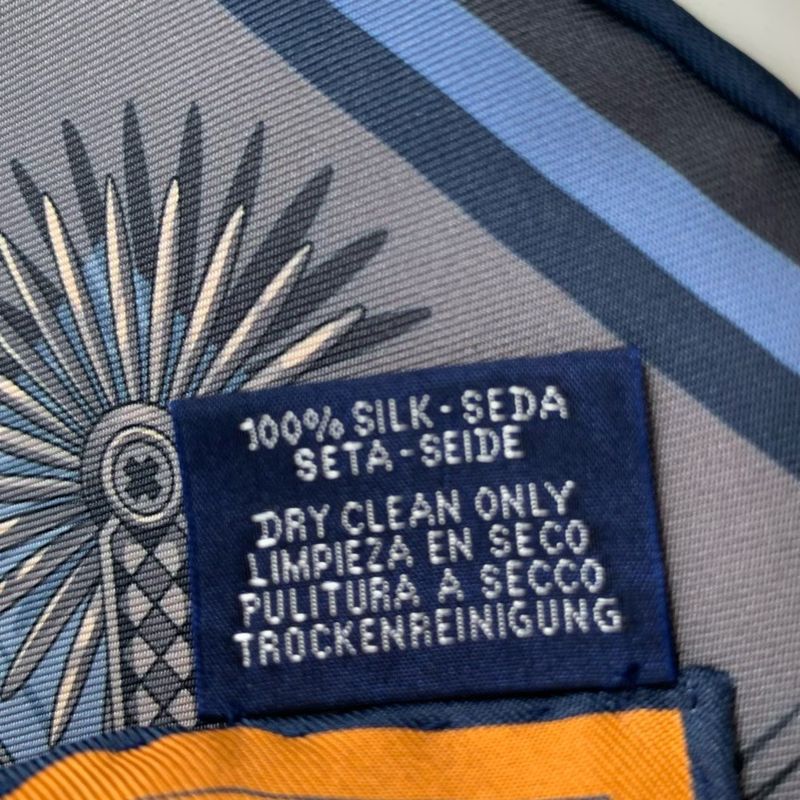 100% SILK - SEDA
SETA - SEIDE
DRY CLEAN ONLY
LIMPIEZA EN SECO
PULITURA A SECCO
TROCKENREINIGUNG